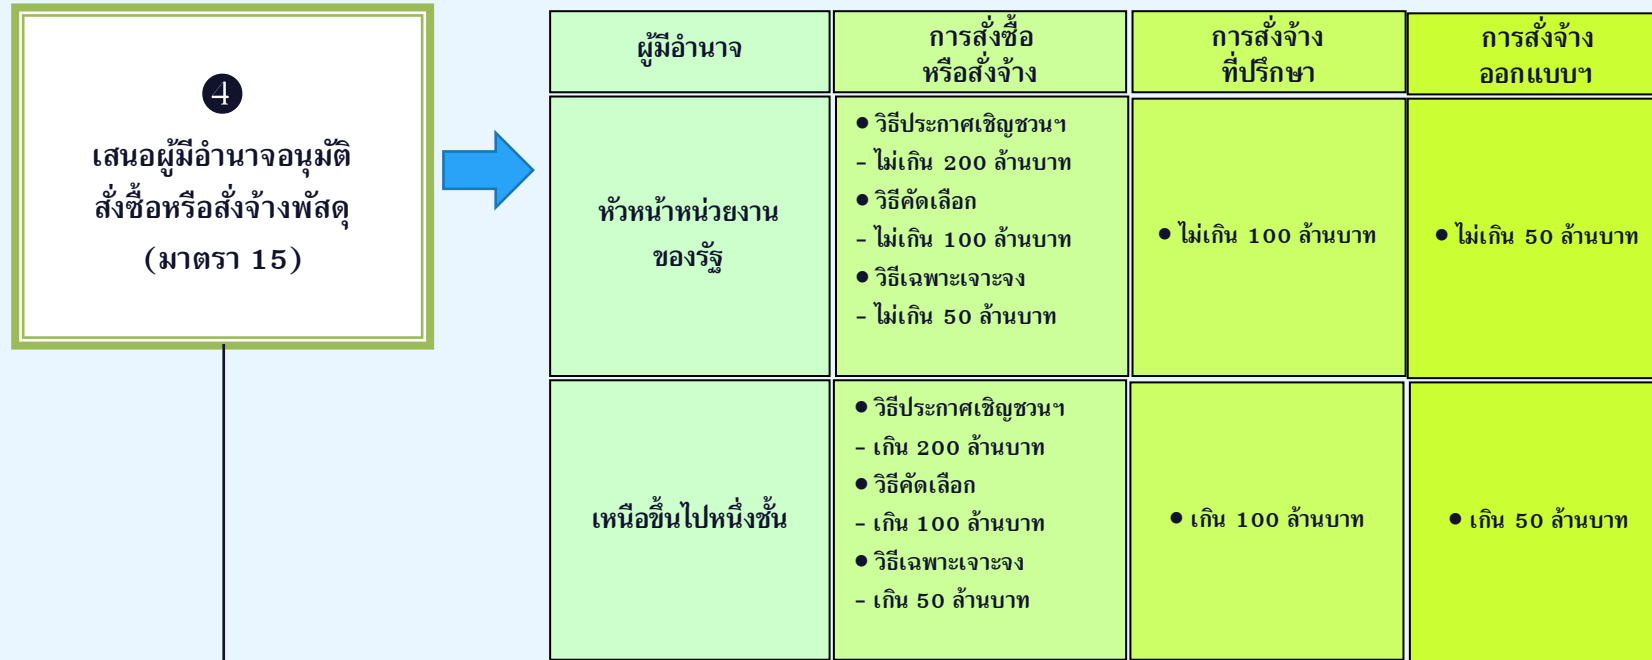 ❹
เสนอผู้มีอำนาจอนุมัติ
สั่งซื้อหรือสั่งจ้างพัสดุ
(มาตรา 15)
ผู้มีอำนาจ
การสั่งซื้อ
หรือสั่งจ้าง
การสั่งจ้าง
ที่ปรึกษา
การสั่งจ้าง
ออกแบบฯ
หัวหน้าหน่วยงาน
ของรัฐ
● วิธีประกาศเชิญชวนฯ
- ไม่เกิน 200 ล้านบาท
● วิธีคัดเลือก
- ไม่เกิน 100 ล้านบาท
● วิธีเฉพาะเจาะจง
- ไม่เกิน 50 ล้านบาท
● ไม่เกิน 100 ล้านบาท
● ไม่เกิน 50 ล้านบาท
เหนือขึ้นไปหนึ่งชั้น
● วิธีประกาศเชิญชวนฯ
- เกิน 200 ล้านบาท
● วิธีคัดเลือก
- เกิน 100 ล้านบาท
● วิธีเฉพาะเจาะจง
- เกิน 50 ล้านบาท
● เกิน 100 ล้านบาท
● เกิน 50 ล้านบาท